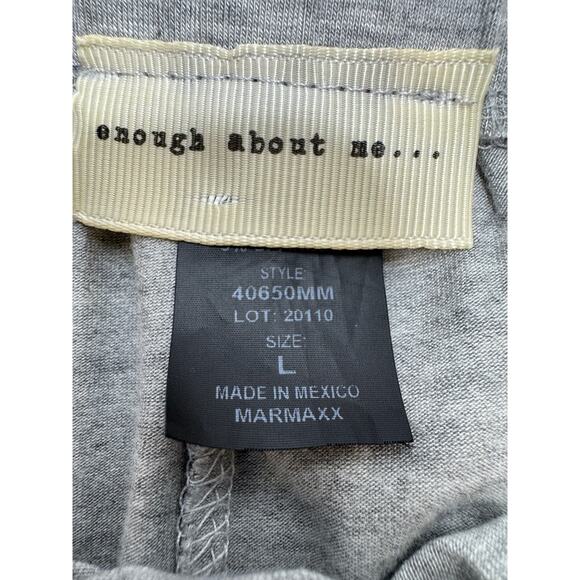 enough about me...
STYLE:
40650MM
LOT: 20110
SIZE:
L
MADE IN MEXICO
MARMAXX